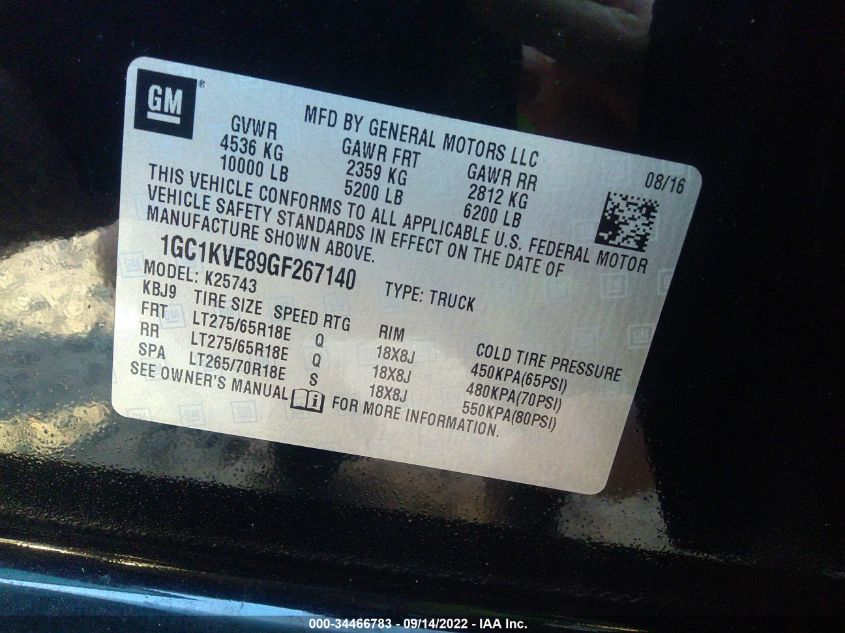 GM ®
MFD BY GENERAL MOTORS LLC
08/16
GVWR GAWR FRT GAWR RR
4536 KG 2359 KG 2812 KG
10000 LB 5200 LB 6200 LB
THIS VEHICLE CONFORMS TO ALL APPLICABLE U.S. FEDERAL MOTOR
VEHICLE SAFETY STANDARDS IN EFFECT ON THE DATE OF
MANUFACTURE SHOWN ABOVE.
1GC1KVE89GF267140 TYPE: TRUCK
MODEL: K25743
KBJ9 TIRE SIZE SPEED RTG RIM COLD TIRE PRESSURE
FRT LT275/65R18E Q 18X8J 450KPA(65PSI)
RR LT275/65R18E Q 18X8J 480KPA(70PSI)
SPA LT265/70R18E S 18X8J 550KPA(80PSI)
SEE OWNER'S MANUAL FOR MORE INFORMATION.
000-34466783 - 09/14/2022 - IAA Inc.